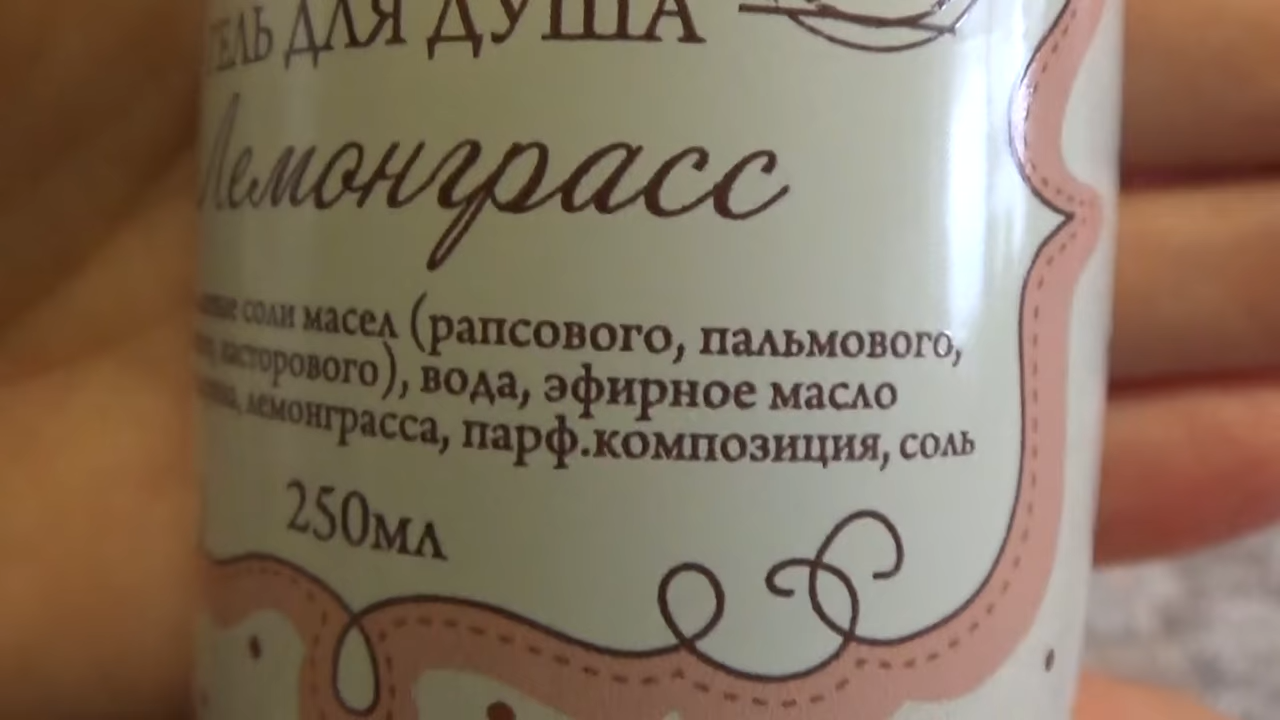 ГЕЛЬ ДЛЯ ДУША
Лемонграсс
соли масел (рапсового, пальмового,
касторового), вода, эфирное масло
лемонграсса, парф.композиция, соль
250мл